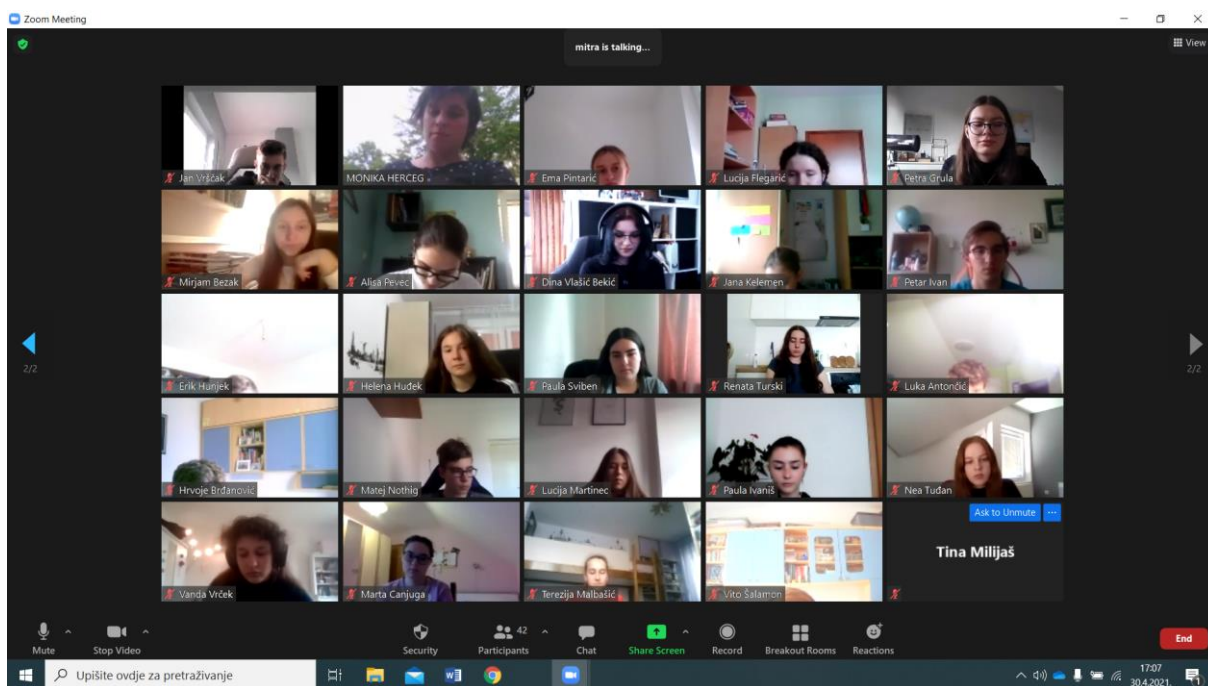 Zoom Meeting
mitra is talking...
View
Jan Vrščak
MONIKA HERCEG
Ema Pintarić
Lucija Flegarić
Petra Grula
Mirjam Bezak
Alisa Pevec
Dina Vlašić Bekić
Jana Kelemen
Petar Ivan
Erik Hunjek
Helena Huđek
Paula Sviben
Renata Turski
Luka Antončić
2/2
2/2
Hrvoje Brđanović
Matej Nothig
Lucija Martinec
Paula Ivaniš
Nea Tuđan
Ask to Unmute
Tina Milijaš
Vanda Vrček
Marta Canjuga
Terezija Malbašić
Vito Šalamon
Mute
Stop Video
Security
42
Participants
Chat
Share Screen
Record
Breakout Rooms
Reactions
End
Upišite ovdje za pretraživanje
17:07
30.4.2021.
1